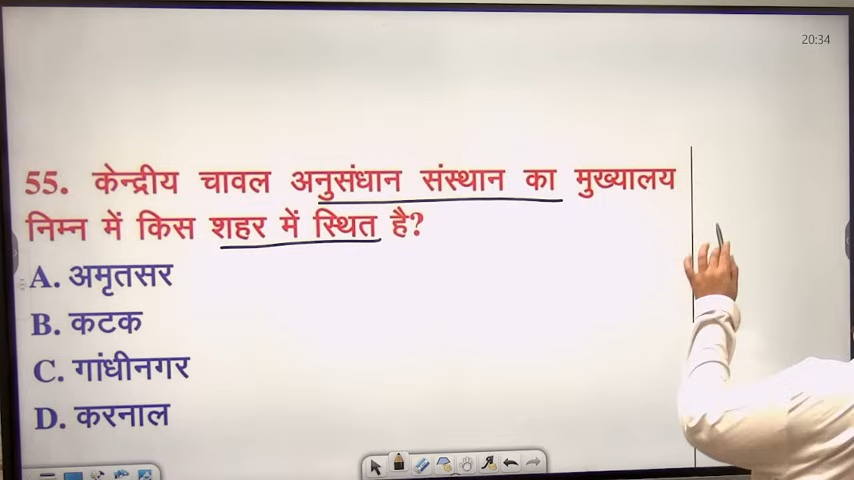 20:34
55. केन्द्रीय चावल अनुसंधान संस्थान का मुख्यालय
निम्न में किस शहर में स्थित है?
A. अमृतसर
B. कटक
C. गांधीनगर
D. करनाल